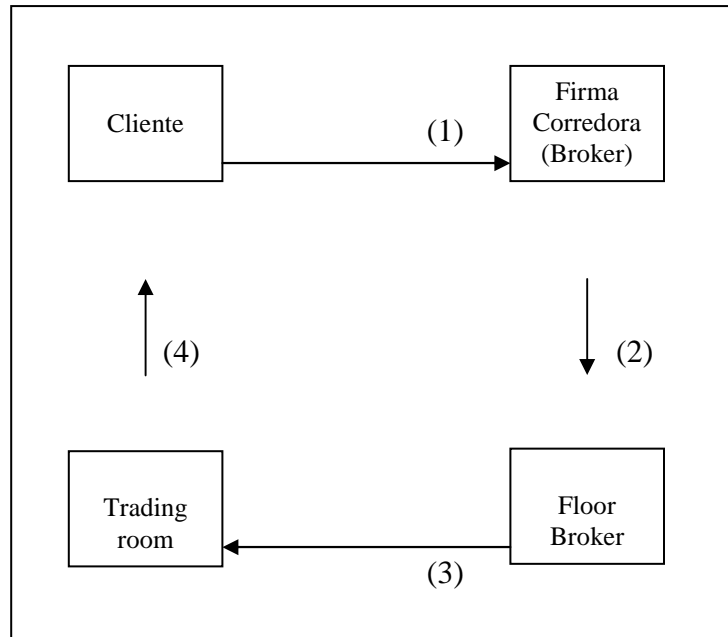 Cliente
Firma
Corredora
(Broker)
(1)
(2)
(4)
Trading
room
Floor
Broker
(3)